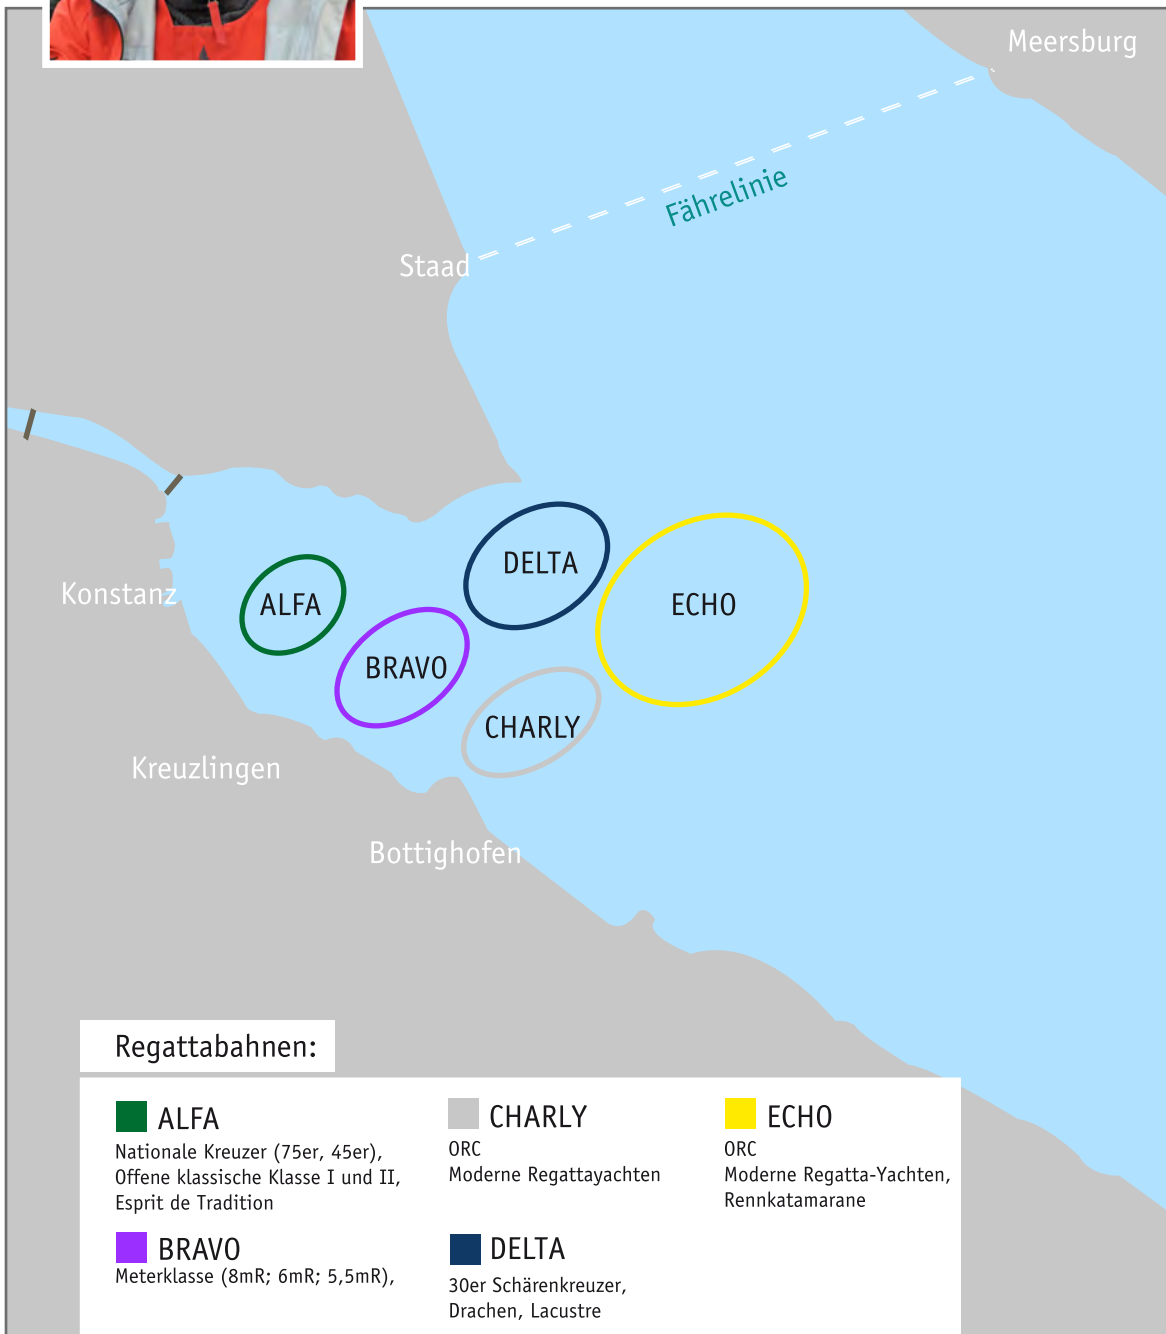 Meersburg
Fährelinie
Staad
DELTA
Konstanz
ALFA
ECHO
BRAVO
CHARLY
Kreuzlingen
Bottighofen
Regattabahnen:
ALFA
Nationale Kreuzer (75er, 45er),
Offene klassische Klasse I und II,
Esprit de Tradition
BRAVO
Meterklasse (8mR; 6mR; 5,5mR),
CHARLY
ORC
Moderne Regattayachten
DELTA
30er Schärenkreuzer,
Drachen, Lacustre
ECHO
ORC
Moderne Regatta-Yachten,
Rennkatamarane